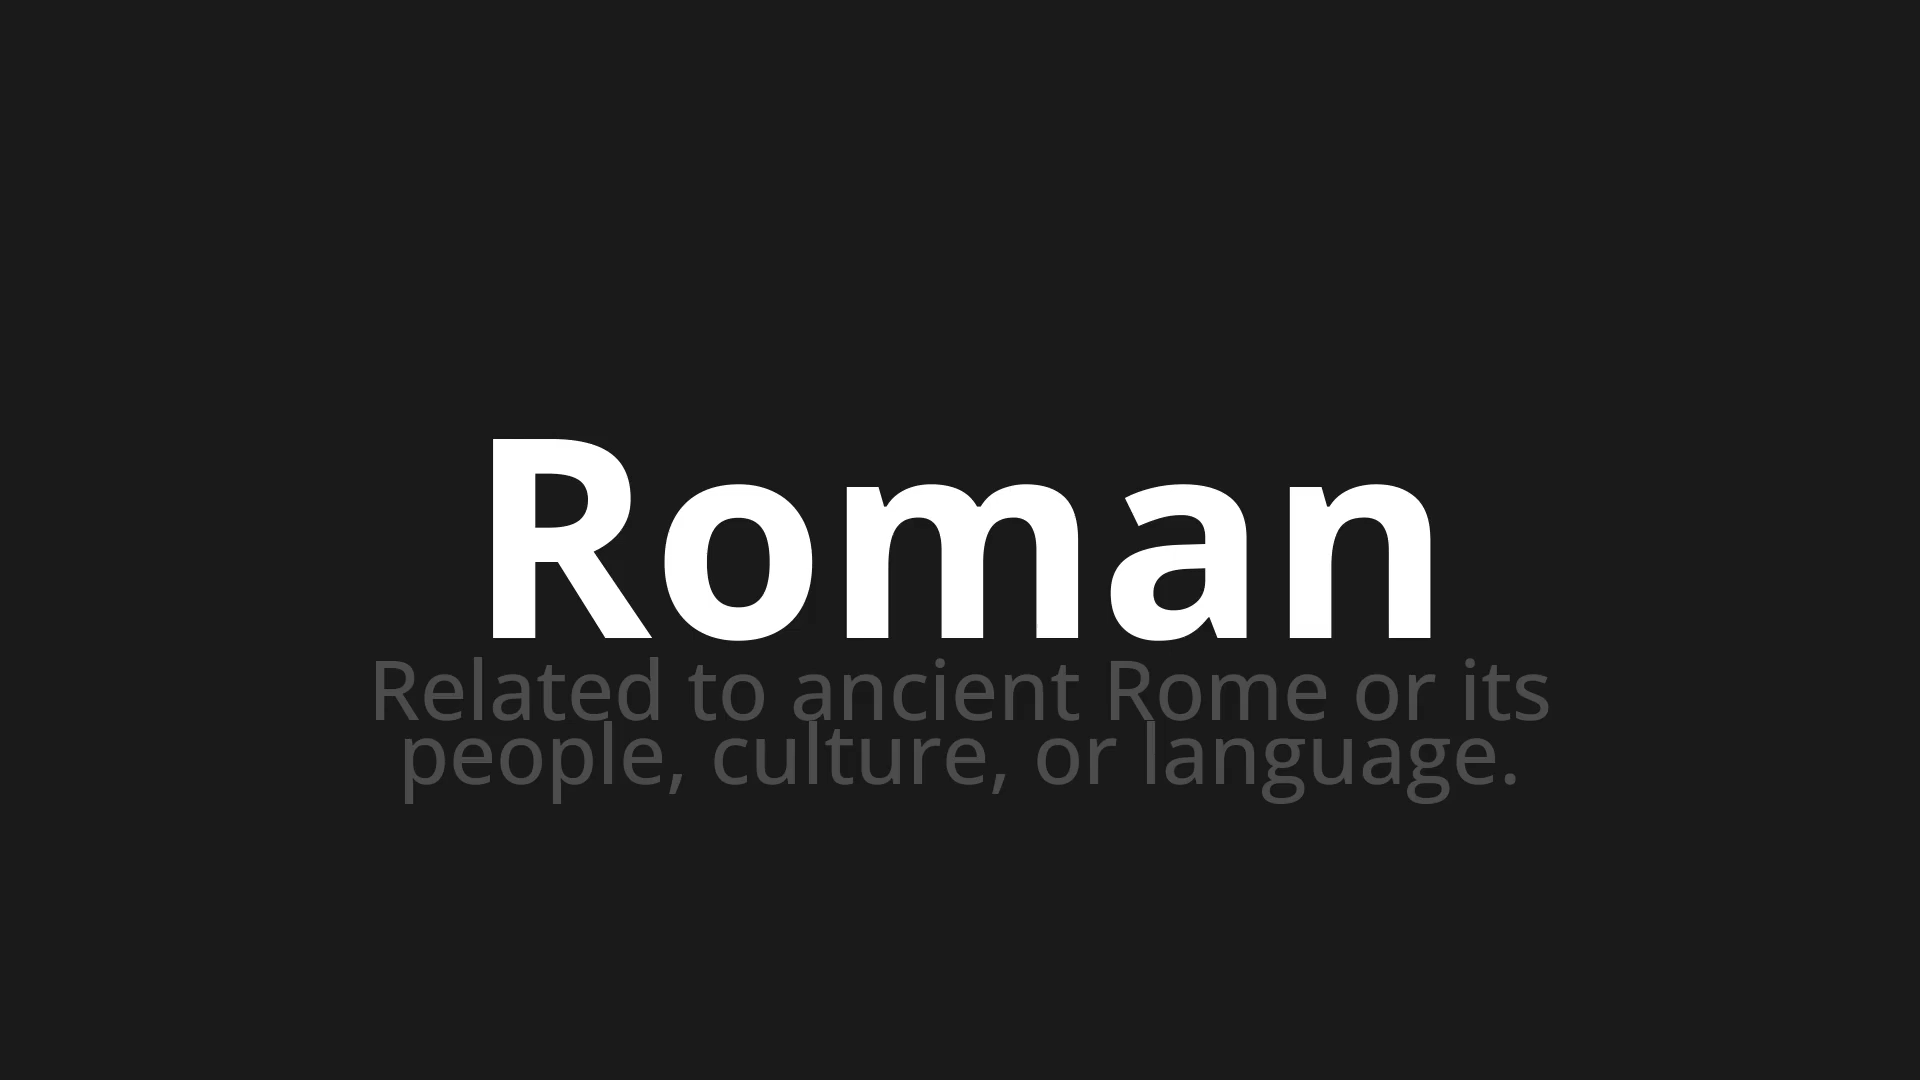 Roman
Related to ancient Rome or its
people, culture, or language.